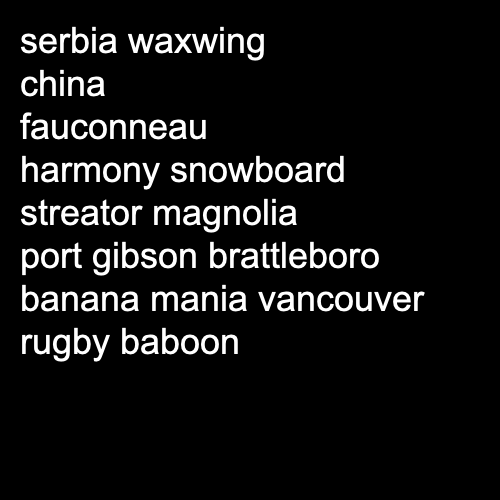 serbia waxwing
china
fauconneau
harmony snowboard
streator magnolia
port gibson brattleboro
banana mania vancouver
rugby baboon